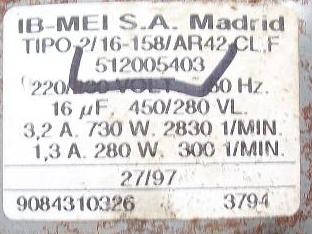 IB-MEI S.A. Madrid
TIPO-2/16-158/AR42 CL.F
512005403
VOLT Hz.
16 µF. 450/280 VL.
3,2 A. 730 W. 2830 1/MIN.
1,3 A. 280 W. 300 1/MIN.
27/97
9084310326 3794